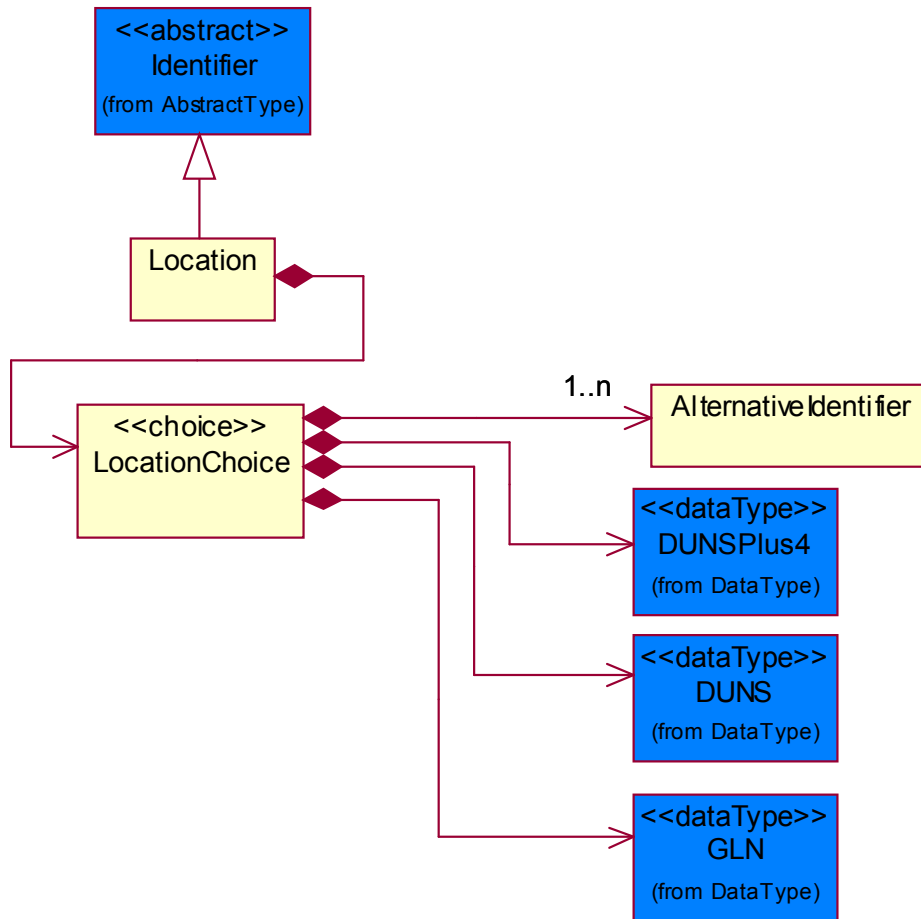 <<abstract>>
Identifier
(from AbstractType)
Location
<<choice>>
LocationChoice
1..n
AlternativeIdentifier
<<dataType>>
DUNSPlus4
(from DataType)
<<dataType>>
DUNS
(from DataType)
<<dataType>>
GLN
(from DataType)